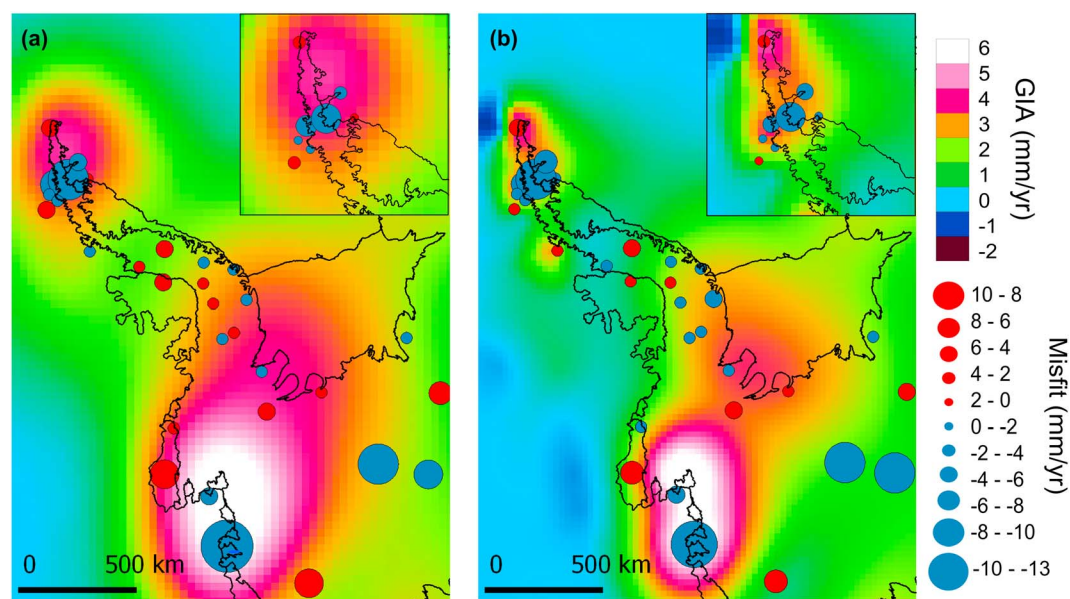 (a)
(b)
0 500 km
0 500 km
6
5
4
3
2
1
0
-1
-2
GIA (mm/yr)
10 - 8
8 - 6
6 - 4
4 - 2
2 - 0
0 - -2
-2 - -4
-4 - -6
-6 - -8
-8 - -10
-10 - -13
Misfit (mm/yr)